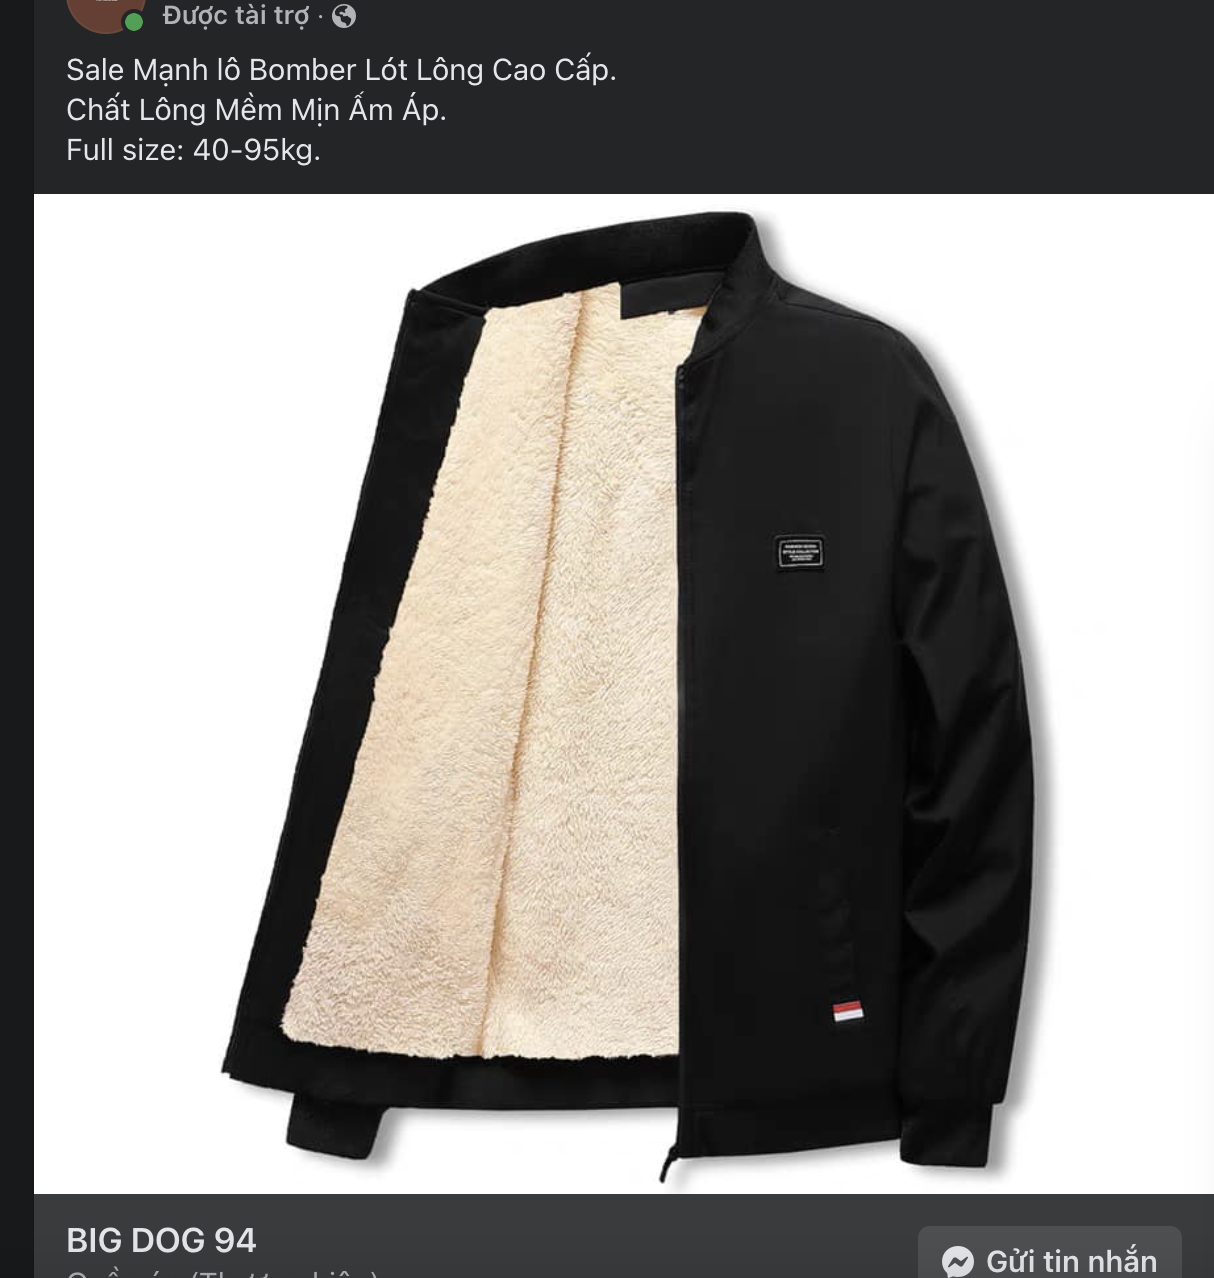 Được tài trợ ·
Sale Mạnh lô Bomber Lót Lông Cao Cấp.
Chất Lông Mềm Mịn Ấm Áp.
Full size: 40-95kg.
BIG DOG 94
Gửi tin nhắn